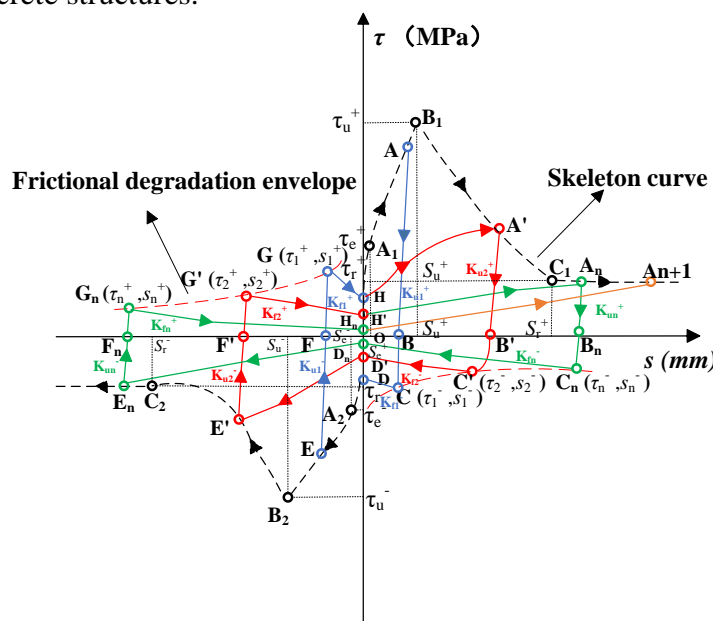 crete structures.
τ （MPa）
τu+
B1
A
Frictional degradation envelope
Skeleton curve
τe+
A1
A'
G (τ1+ ,s1+)
τr+
Su+
G' (τ2+ ,s2+)
Ku2+
C1
An
An+1
Gn (τn+ ,sn+)
Kf1+
H
Ku1+
Kun+
Kf2+
H'
Kfn+
Hn
Fn
Sr-
F'
Su-
F
Se-
O
B
Su+
B'
Sr+
Bn
s (mm)
Kun-
Ku2-
Ku1-
Dn
Se+
D'
Kf2-
Kfn-
En
C2
D
τr-
Kf1-
C (τ1- ,s1-)
C' (τ2- ,s2-)
Cn (τn- ,sn-)
E'
A2
τe-
E
B2
τu-